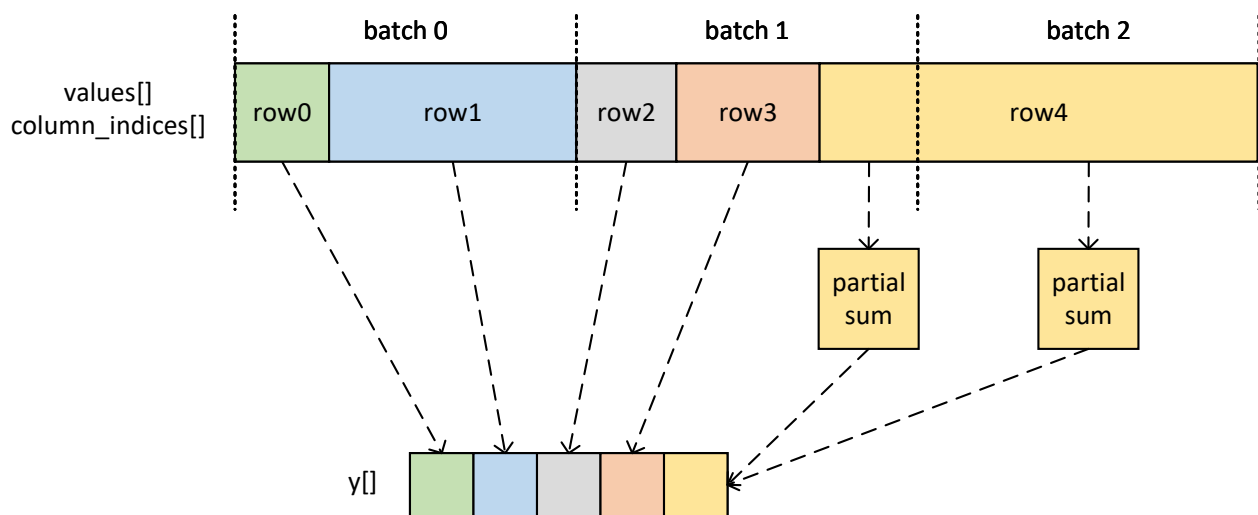 batch 0
batch 1
batch 2
values[]
column_indices[]
row0
row1
row2
row3
row4
partial
sum
partial
sum
y[]